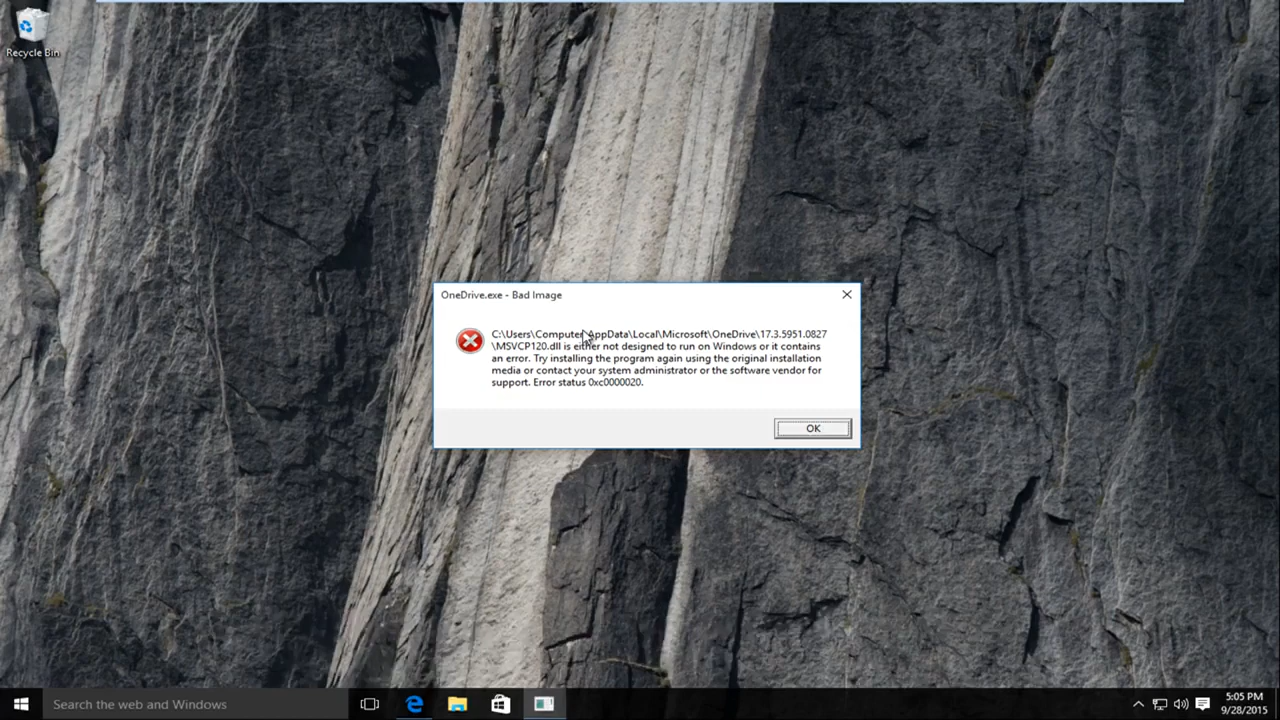 Recycle Bin
OneDrive.exe - Bad Image
C:\Users\Computer\AppData\Local\Microsoft\OneDrive\17.3.5951.0827
\MSVCP120.dll is either not designed to run on Windows or it contains
an error. Try installing the program again using the original installation
media or contact your system administrator or the software vendor for
support. Error status 0xc0000020.
OK
Search the web and Windows
5:05 PM
9/28/2015